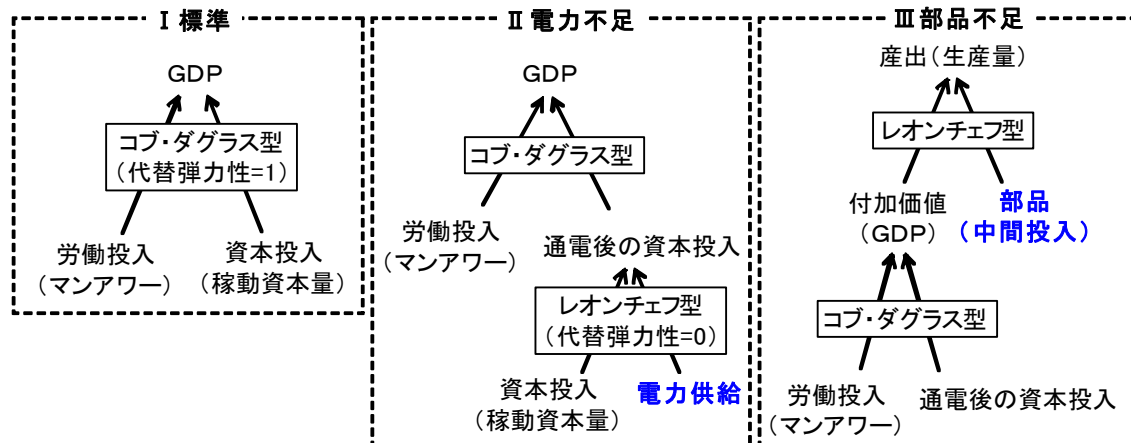 Ⅰ 標準
GDP
コブ・ダグラス型
(代替弾力性=1)
労働投入
(マンアワー)
資本投入
(稼動資本量)
Ⅱ 電力不足
GDP
コブ・ダグラス型
労働投入
(マンアワー)
通電後の資本投入
レオンチェフ型
(代替弾力性=0)
資本投入
(稼動資本量)
電力供給
Ⅲ部品不足
産出(生産量)
レオンチェフ型
付加価値
(GDP)
部品
(中間投入)
コブ・ダグラス型
労働投入
(マンアワー)
通電後の資本投入